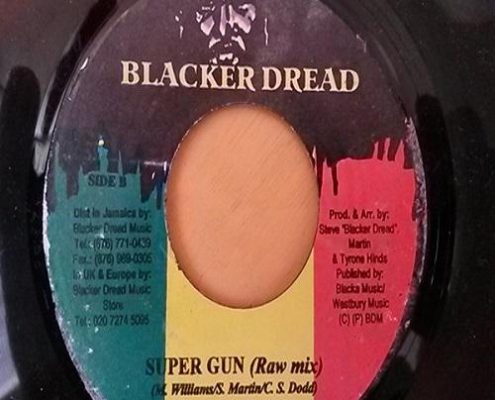 BLACKER DREAD
SIDE B
Dist in Jamaica by:
Blacker Dread Music
Tel.: (876) 771-0439
Fax.: (876) 969-0305
In UK & Europe by:
Blacker Dread Music
Store
Tel.: 020 7274 5095
Prod. & Arr. by:
Steve "Blacker Dread"
Martin
& Tyrone Hinds
Published by:
Blacka Music/
Westbury Music
(C) (P) BDM
SUPER GUN (Raw mix)
(M. Williams/S. Martin/C. S. Dodd)